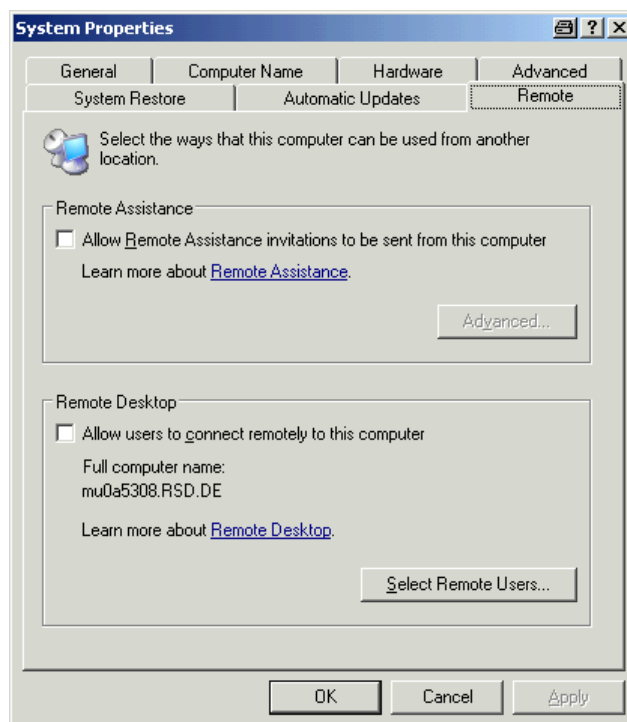 System Properties
General Computer Name Hardware Advanced
System Restore Automatic Updates Remote
Select the ways that this computer can be used from another
location.
Remote Assistance
Allow Remote Assistance invitations to be sent from this computer
Learn more about Remote Assistance.
Advanced...
Remote Desktop
Allow users to connect remotely to this computer
Full computer name:
mu0a5308.RSD.DE
Learn more about Remote Desktop.
Select Remote Users...
OK Cancel Apply